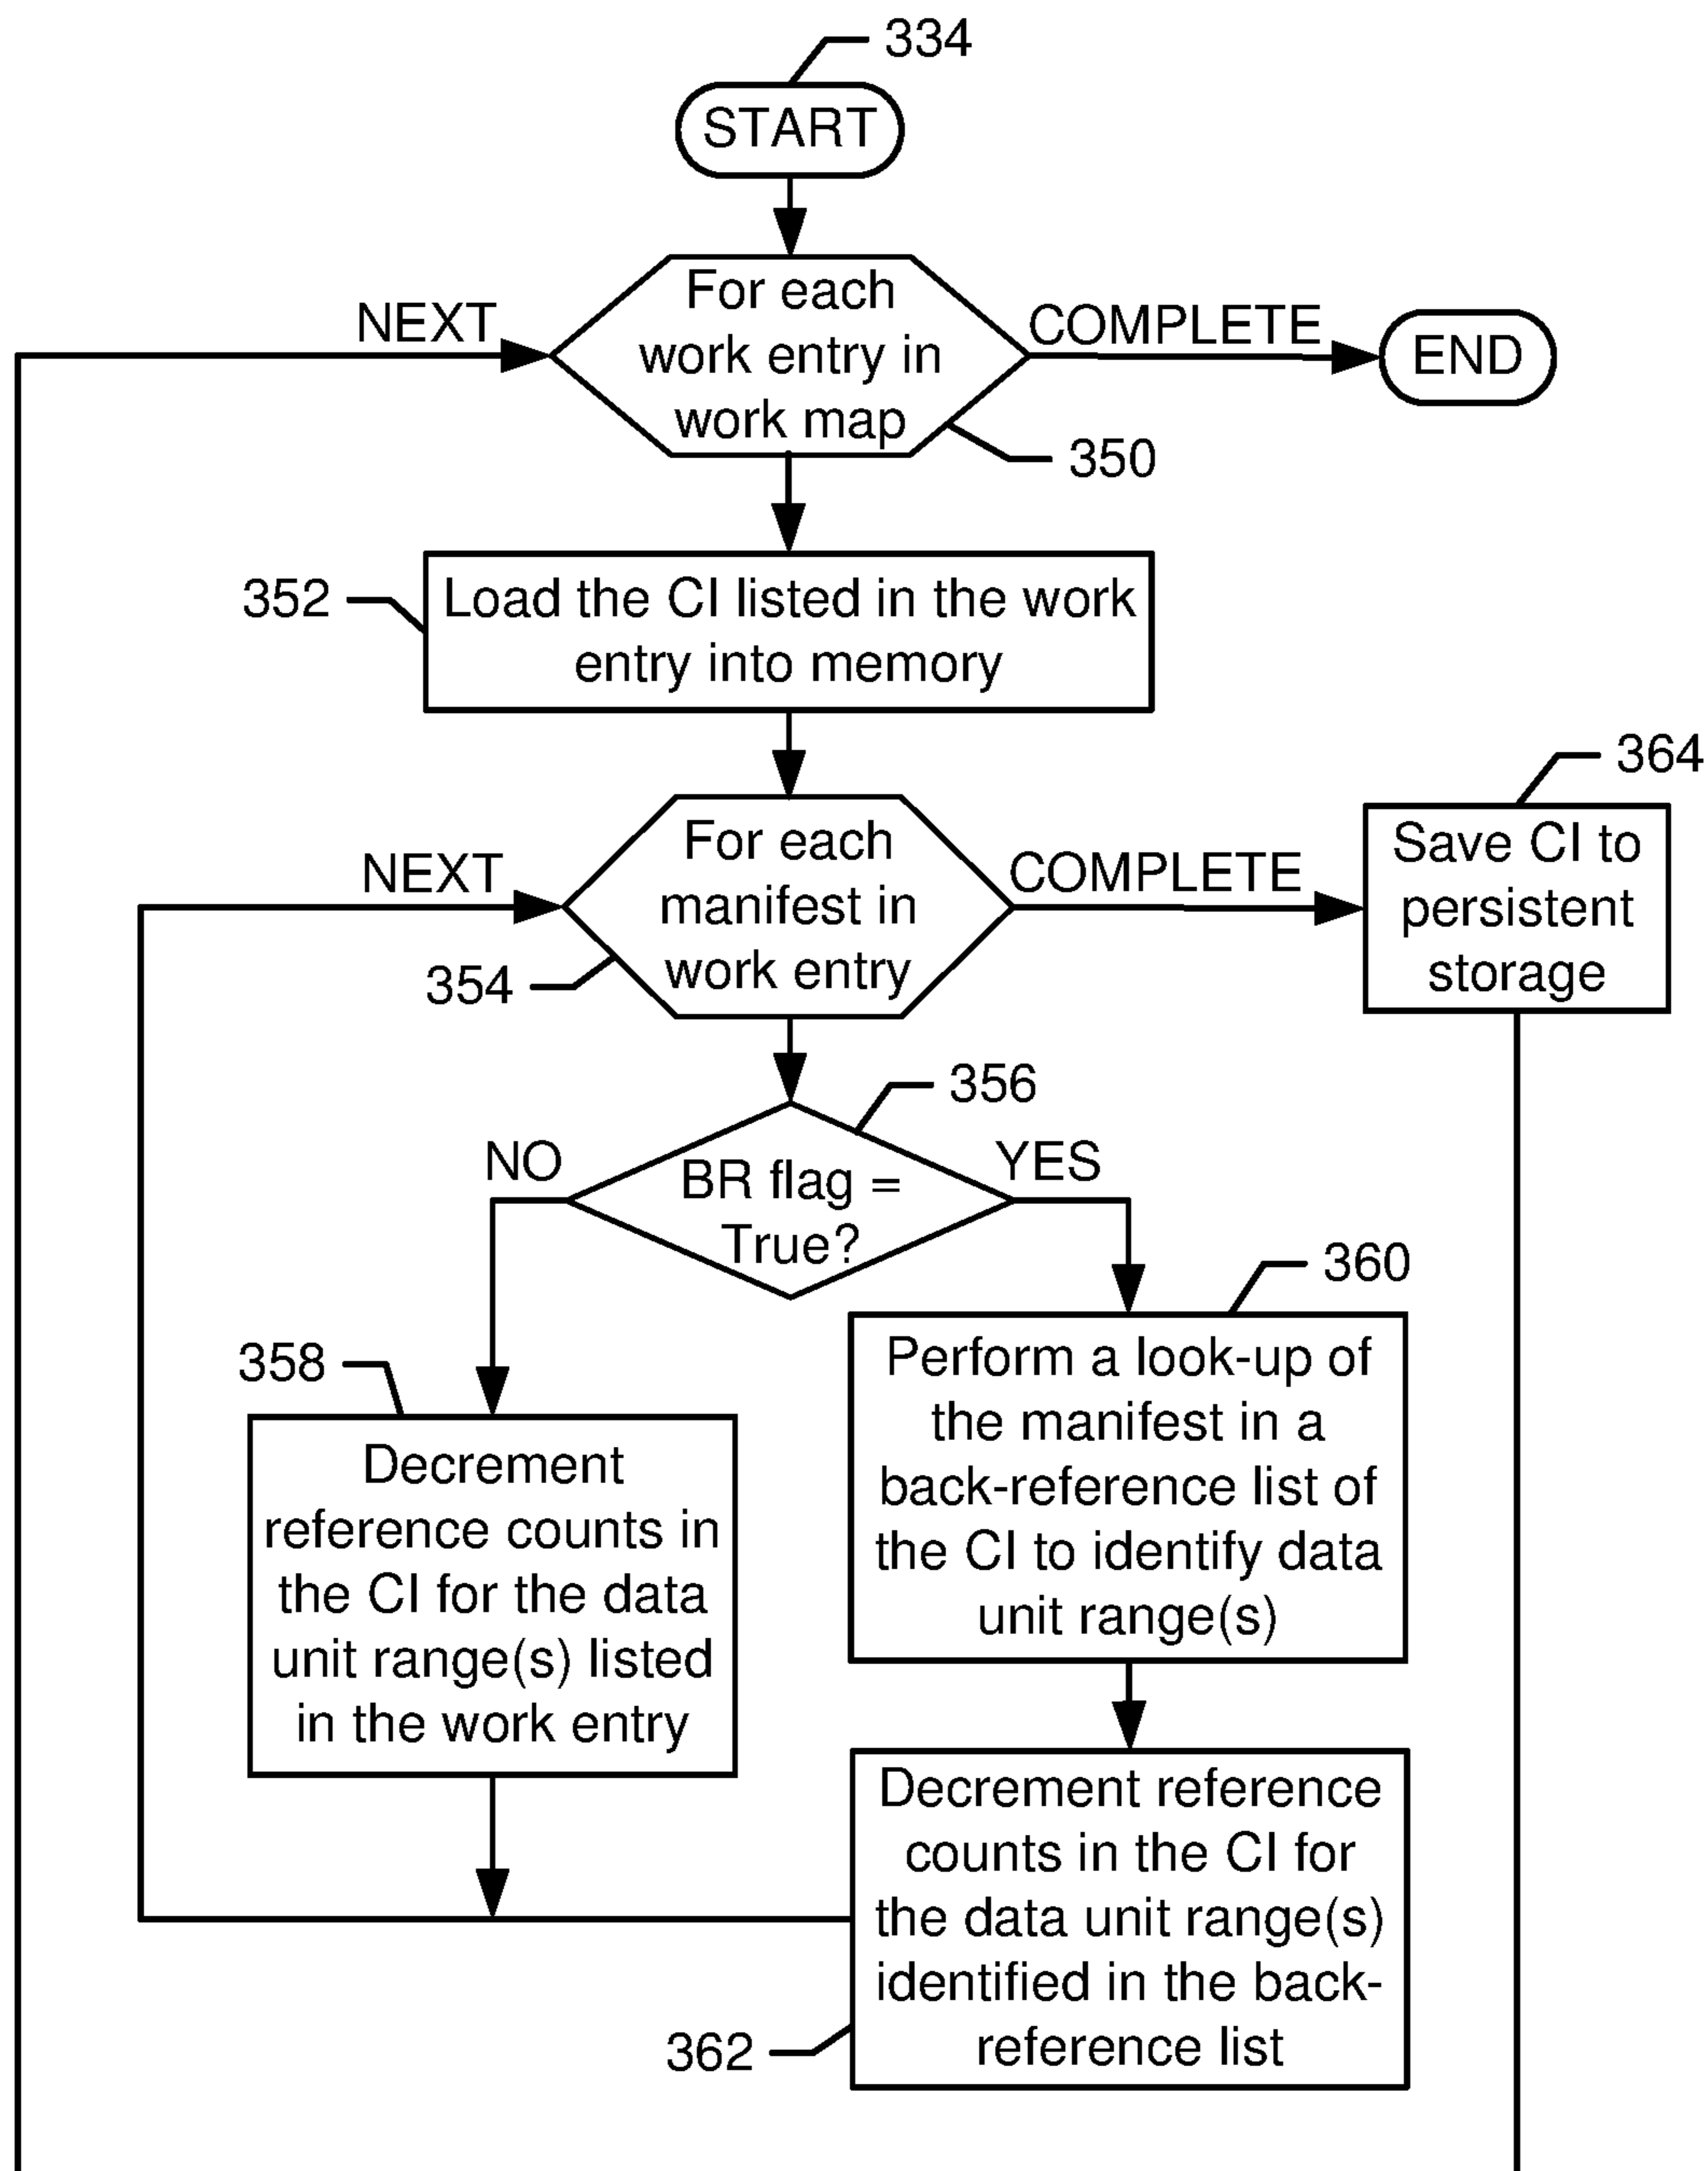 334
START
For each
work entry in
work map
NEXT
COMPLETE
END
350
352
Load the CI listed in the work
entry into memory
For each
manifest in
work entry
NEXT
COMPLETE
354
364
Save CI to
persistent
storage
356
BR flag =
True?
NO
YES
358
Decrement
reference counts in
the CI for the data
unit range(s) listed
in the work entry
360
Perform a look-up of
the manifest in a
back-reference list of
the CI to identify data
unit range(s)
Decrement reference
counts in the CI for
the data unit range(s)
identified in the back-
reference list
362